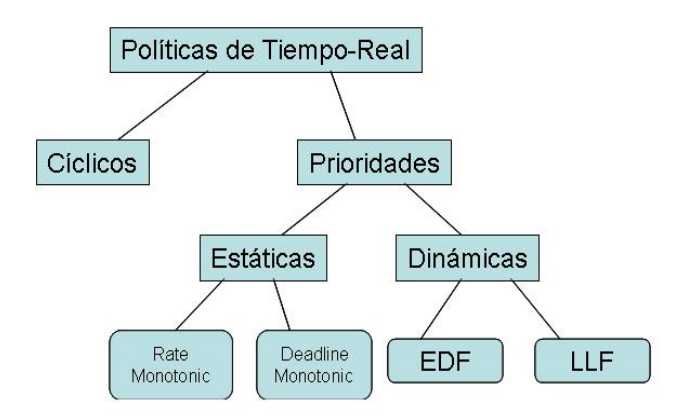 Políticas de Tiempo-Real
Cíclicos
Prioridades
Estáticas
Dinámicas
Rate
Monotonic
Deadline
Monotonic
EDF
LLF